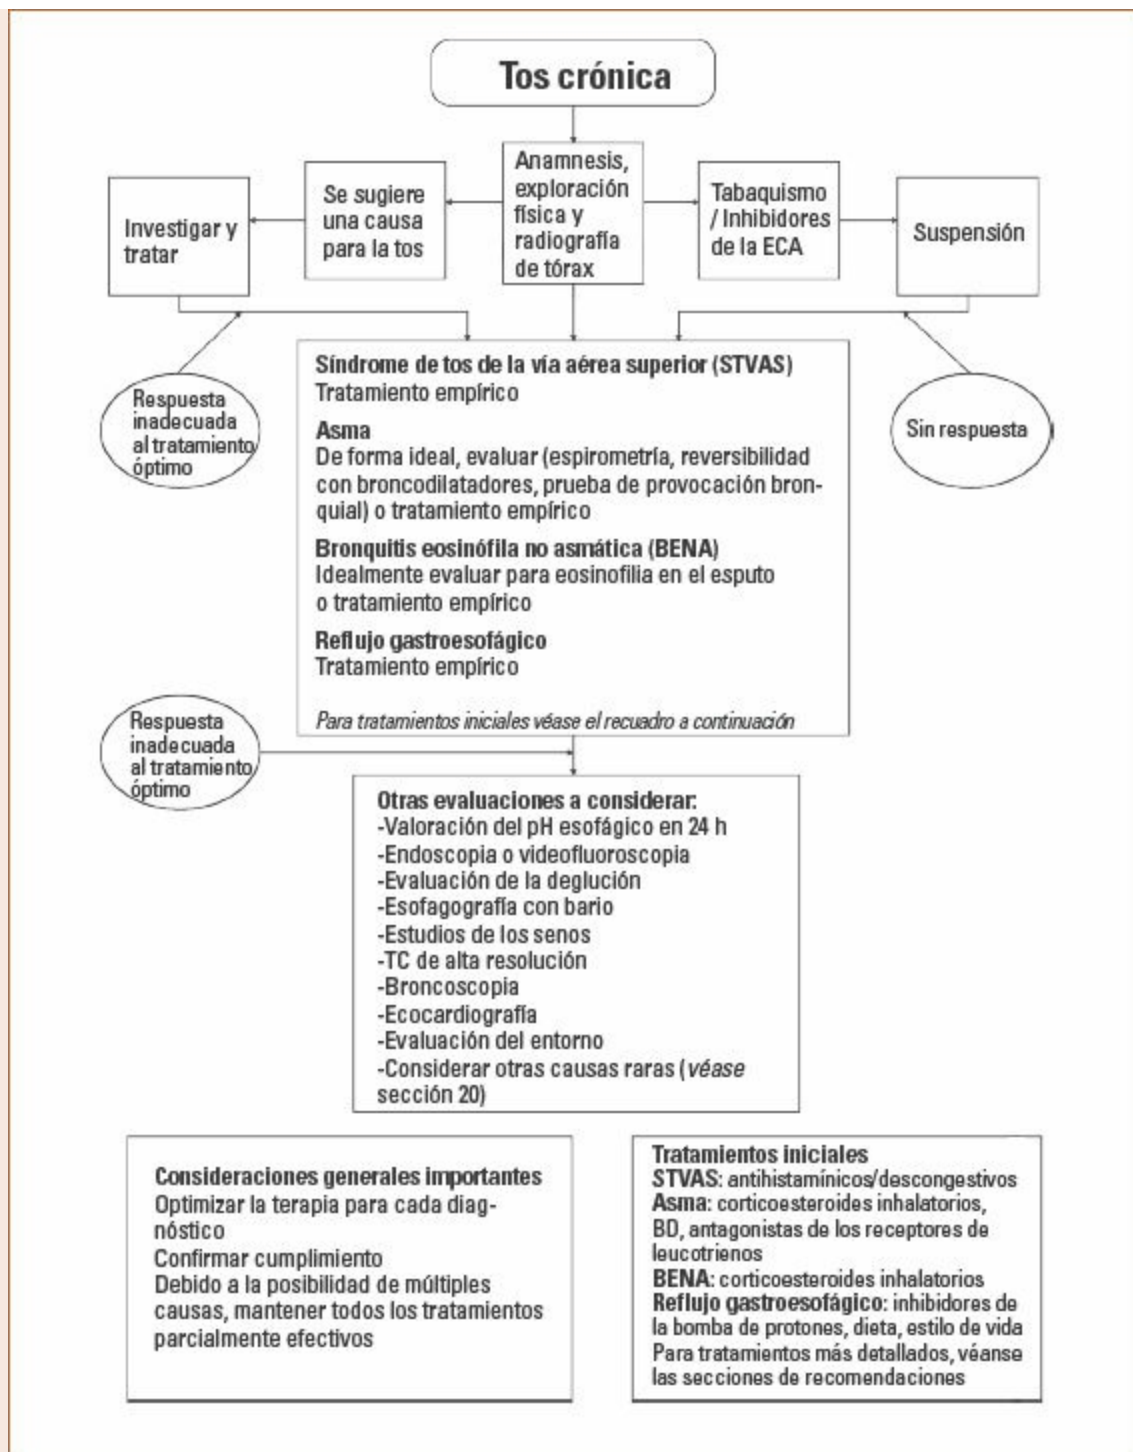 Tos crónica
Anamnesis,
exploración
física y
radiografía
de tórax
Se sugiere
una causa
para la tos
Investigar y
tratar
Tabaquismo
/ Inhibidores
de la ECA
Suspensión
Respuesta
inadecuada
al tratamiento
óptimo
Sin respuesta
Síndrome de tos de la vía aérea superior (STVAS)
Tratamiento empírico
Asma
De forma ideal, evaluar (espirometría, reversibilidad
con broncodilatadores, prueba de provocación bron-
quial) o tratamiento empírico
Bronquitis eosinófila no asmática (BENA)
Idealmente evaluar para eosinofilia en el esputo
o tratamiento empírico
Reflujo gastroesofágico
Tratamiento empírico
Para tratamientos iniciales véase el recuadro a continuación
Respuesta
inadecuada
al tratamiento
óptimo
Otras evaluaciones a considerar:
-Valoración del pH esofágico en 24 h
-Endoscopia o videofluoroscopia
-Evaluación de la deglución
-Esofagografía con bario
-Estudios de los senos
-TC de alta resolución
-Broncoscopia
-Ecocardiografía
-Evaluación del entorno
-Considerar otras causas raras (véase
sección 20)
Consideraciones generales importantes
Optimizar la terapia para cada diag-
nóstico
Confirmar cumplimiento
Debido a la posibilidad de múltiples
causas, mantener todos los tratamientos
parcialmente efectivos
Tratamientos iniciales
STVAS: antihistamínicos/descongestivos
Asma: corticoesteroides inhalatorios,
BD, antagonistas de los receptores de
leucotrienos
BENA: corticoesteroides inhalatorios
Reflujo gastroesofágico: inhibidores de
la bomba de protones, dieta, estilo de vida
Para tratamientos más detallados, véanse
las secciones de recomendaciones